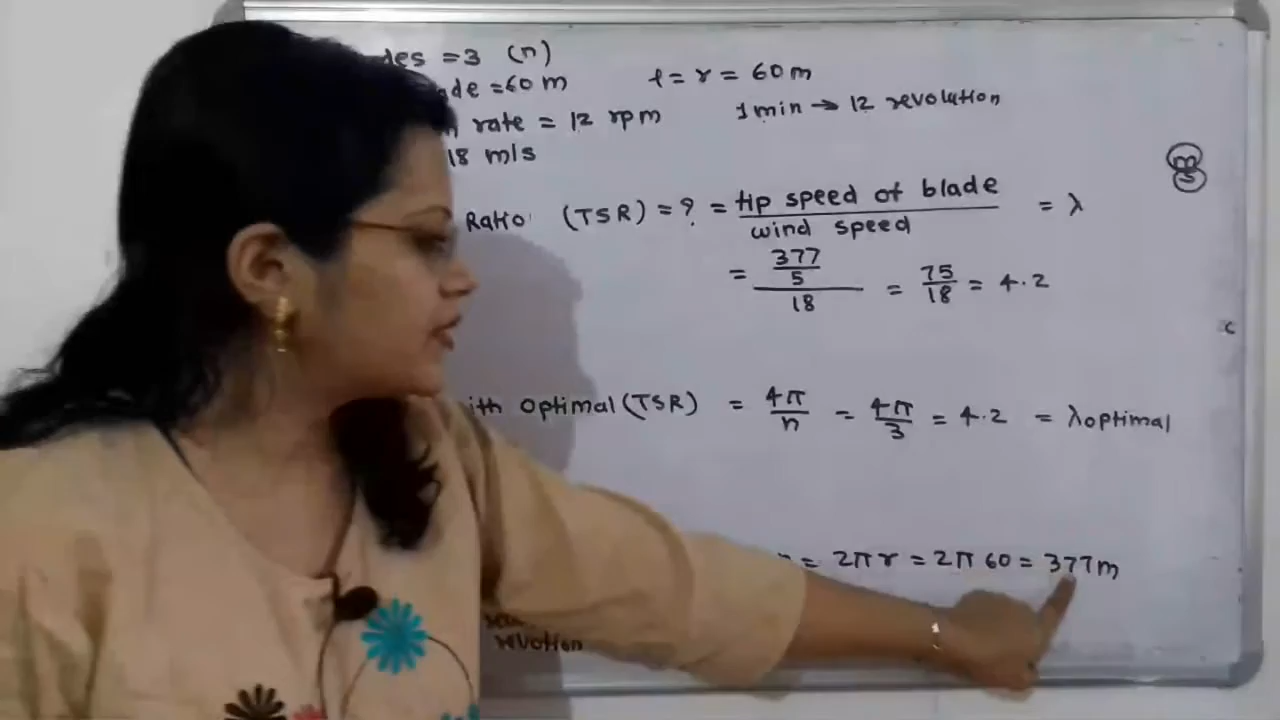 des = 3 (n)
ade = 60 m l = r = 60 m
n rate = 12 rpm 1 min → 12 revolution
18 m/s
m
s
Ratio (TSR) = ? = tip speed of blade / wind speed = λ
= 377/5 / 18 = 75/18 = 4.2
c
ith optimal (TSR) = 4π/n = 4π/3 = 4.2 = λoptimal
= 2πr = 2π 60 = 377m
revotion